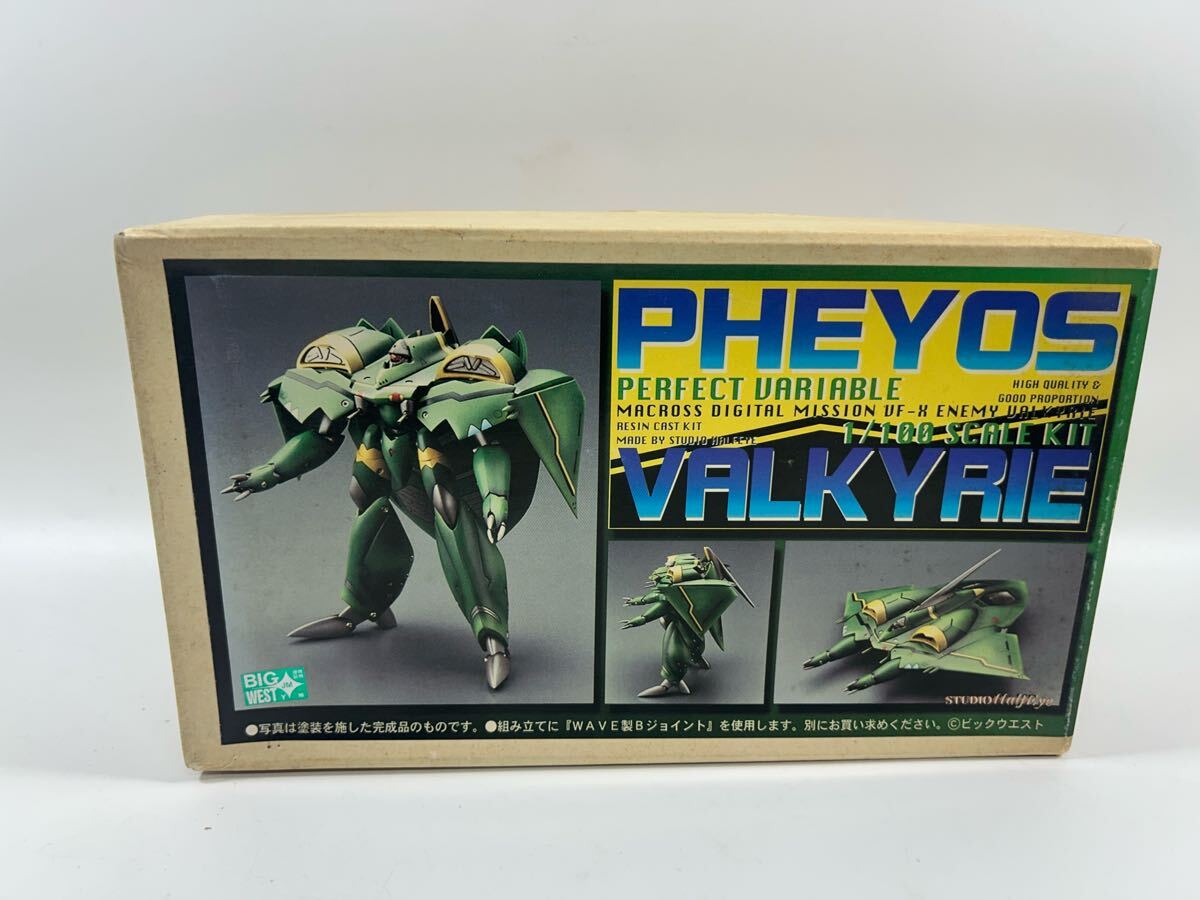 PHEYOS
PERFECT VARIABLE
HIGH QUALITY &
GOOD PROPORTION
MACROSS DIGITAL MISSION VF-X ENEMY VALKYRIE
RESIN CAST KIT
1/100 SCALE KIT
MADE BY STUDIO HALFEYE
VALKYRIE
BIG
WEST
JM
STUDIO HalfEye
●写真は塗装を施した完成品のものです。●組み立てに『WAVE製Bジョイント』を使用します。別にお買い求めください。©ビックウエスト